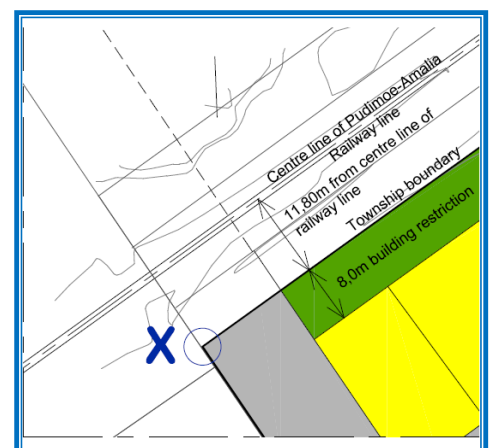 Centre line of Pudimoe-Amalia
Railway line
11,80m from centre line of
railway line
Township boundary
8,0m building restriction
X